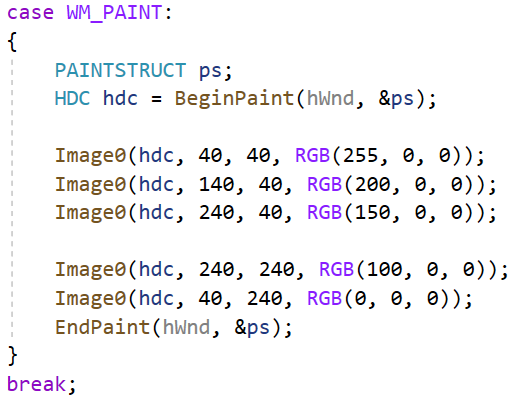 case WM_PAINT:
{
PAINTSTRUCT ps;
HDC hdc = BeginPaint(hWnd, &ps);
Image0(hdc, 40, 40, RGB(255, 0, 0));
Image0(hdc, 140, 40, RGB(200, 0, 0));
Image0(hdc, 240, 40, RGB(150, 0, 0));
Image0(hdc, 240, 240, RGB(100, 0, 0));
Image0(hdc, 40, 240, RGB(0, 0, 0));
EndPaint(hWnd, &ps);
}
break;